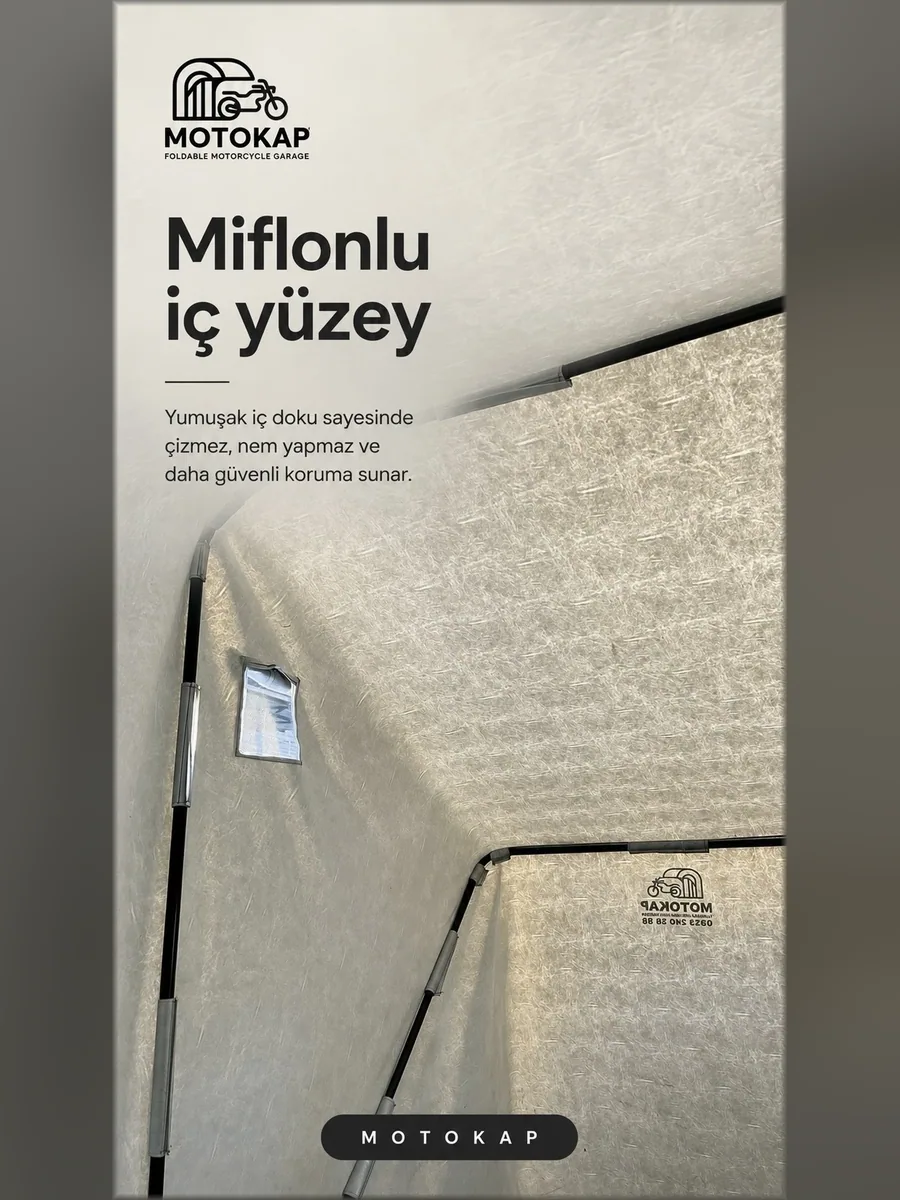 MOTOKAP
FOLDABLE MOTORCYCLE GARAGE
Miflonlu
iç yüzey
Yumuşak iç doku sayesinde
çizmez, nem yapmaz ve
daha güvenli koruma sunar.
MOTOKAP
MOTOKAP